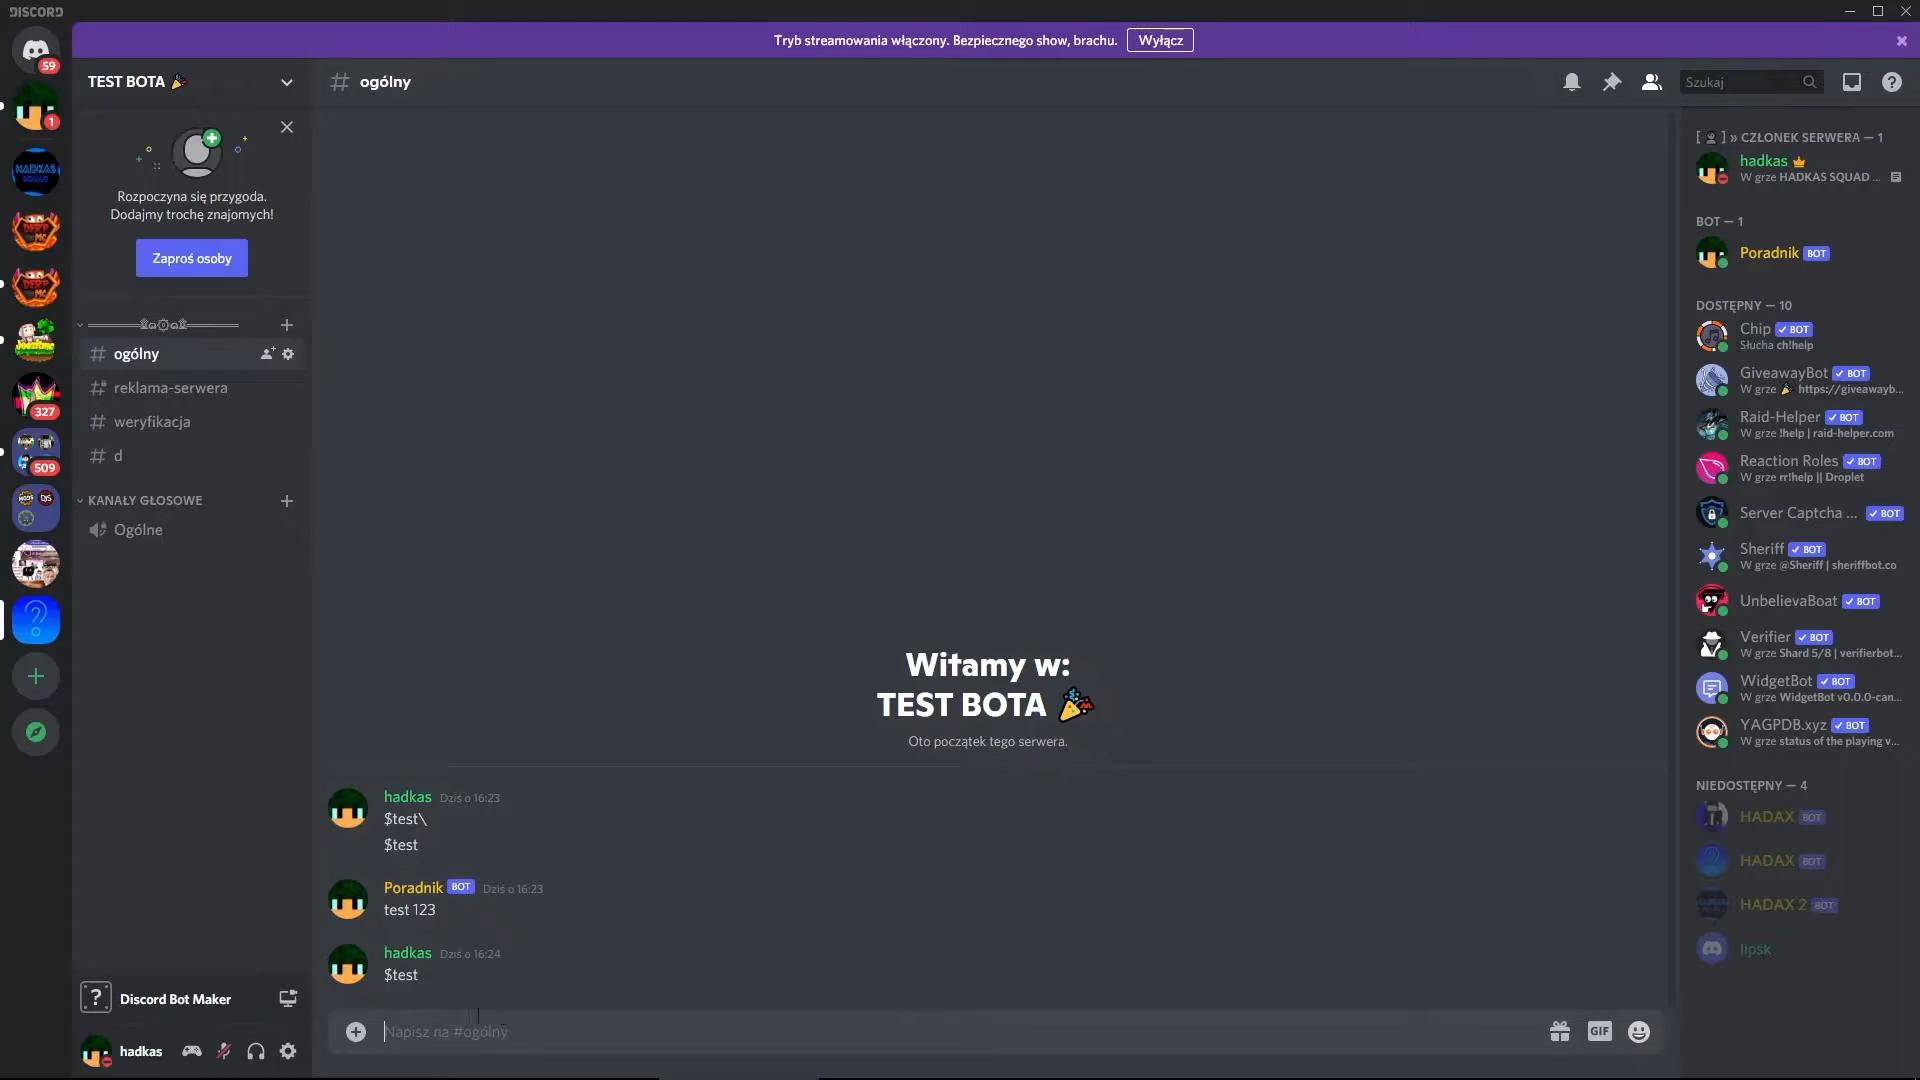 DISCORD
Tryb streamowania włączony. Bezpiecznego show, brachu.
Wyłącz
59
1
HADKAS
SQUAD
DERP
MC
DERP
MC
327
509
TEST BOTA
Rozpoczyna się przygoda.
Dodajmy trochę znajomych!
Zaproś osoby
ogólny
reklama-serwera
weryfikacja
d
KANAŁY GŁOSOWE
Ogólne
Discord Bot Maker
hadkas
# ogólny
Szukaj
Witamy w:
TEST BOTA
Oto początek tego serwera.
hadkas Dziś o 16:23
$test\
$test
Poradnik BOT Dziś o 16:23
test 123
hadkas Dziś o 16:24
$test
Napisz na #ogólny
GIF
[ ] » CZŁONEK SERWERA — 1
hadkas
W grze HADKAS SQUAD ...
BOT — 1
Poradnik BOT
DOSTĘPNY — 10
Chip BOT
Słucha ch!help
GiveawayBot BOT
W grze https://giveawayb...
Raid-Helper BOT
W grze !help | raid-helper.com
Reaction Roles BOT
W grze rr!help || Droplet
Server Captcha ... BOT
Sheriff BOT
W grze @Sheriff | sheriffbot.co
UnbelievaBoat BOT
Verifier BOT
W grze Shard 5/8 | verifierbot...
WidgetBot BOT
W grze WidgetBot v0.0.0-can...
YAGPDB.xyz BOT
W grze status of the playing v...
NIEDOSTĘPNY — 4
HADAX BOT
HADAX BOT
HADAX 2 BOT
lipsk